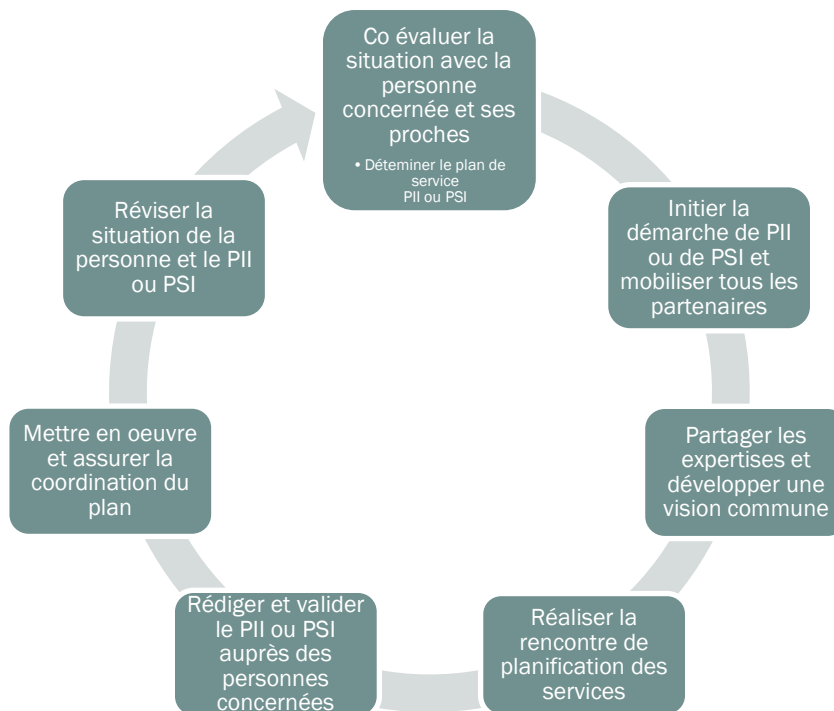 Co évaluer la
situation avec la
personne
concernée et ses
proches
• Déteminer le plan de
service
PII ou PSI
Initier la
démarche de PII
ou de PSI et
mobiliser tous les
partenaires
Partager les
expertises et
développer une
vision commune
Réaliser la
rencontre de
planification des
services
Rédiger et valider
le PII ou PSI
auprès des
personnes
concernées
Mettre en oeuvre
et assurer la
coordination du
plan
Réviser la
situation de la
personne et le PII
ou PSI